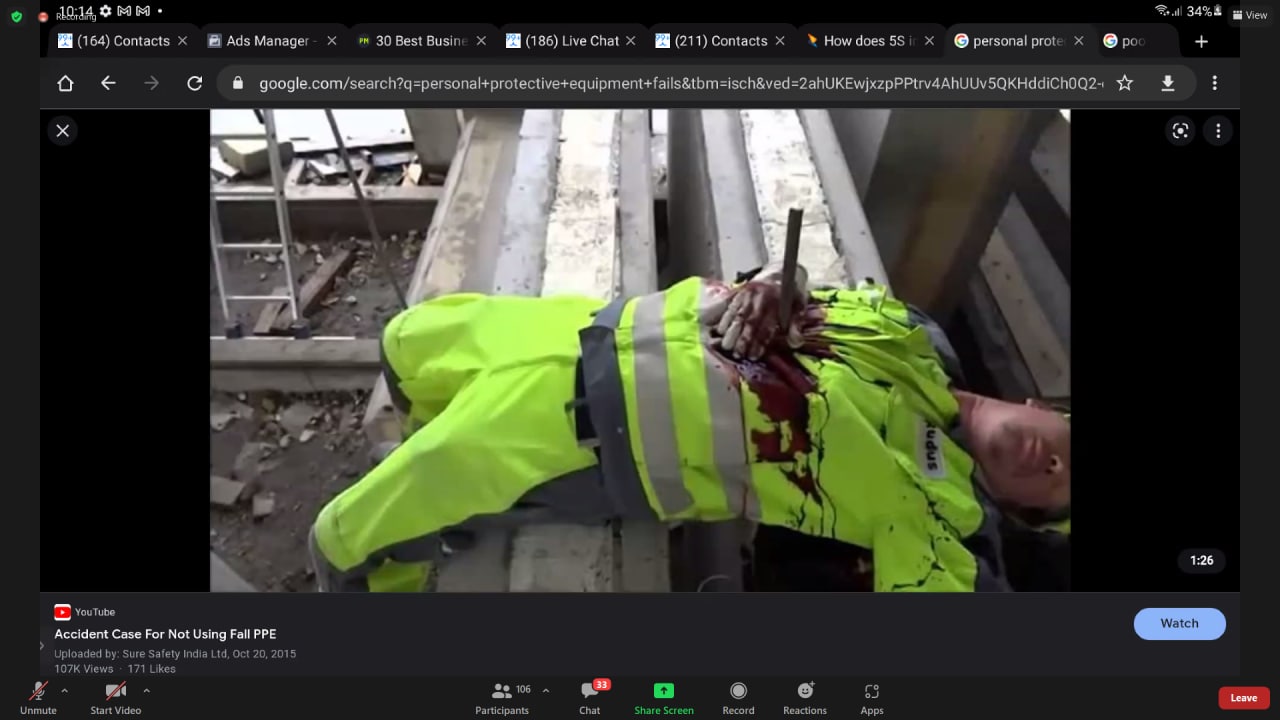 10:14
Recording
34%
View
(164) Contacts
Ads Manager -
PM 30 Best Busine
(186) Live Chat
(211) Contacts
How does 5S i
personal prote
poo
google.com/search?q=personal+protective+equipment+fails&tbm=isch&ved=2ahUKEwjxzpPPtrv4AhUUv5QKHddiCh0Q2-
1:26
YouTube
Accident Case For Not Using Fall PPE
Uploaded by: Sure Safety India Ltd, Oct 20, 2015
107K Views · 171 Likes
Watch
106
33
Unmute
Start Video
Participants
Chat
Share Screen
Record
Reactions
Apps
Leave